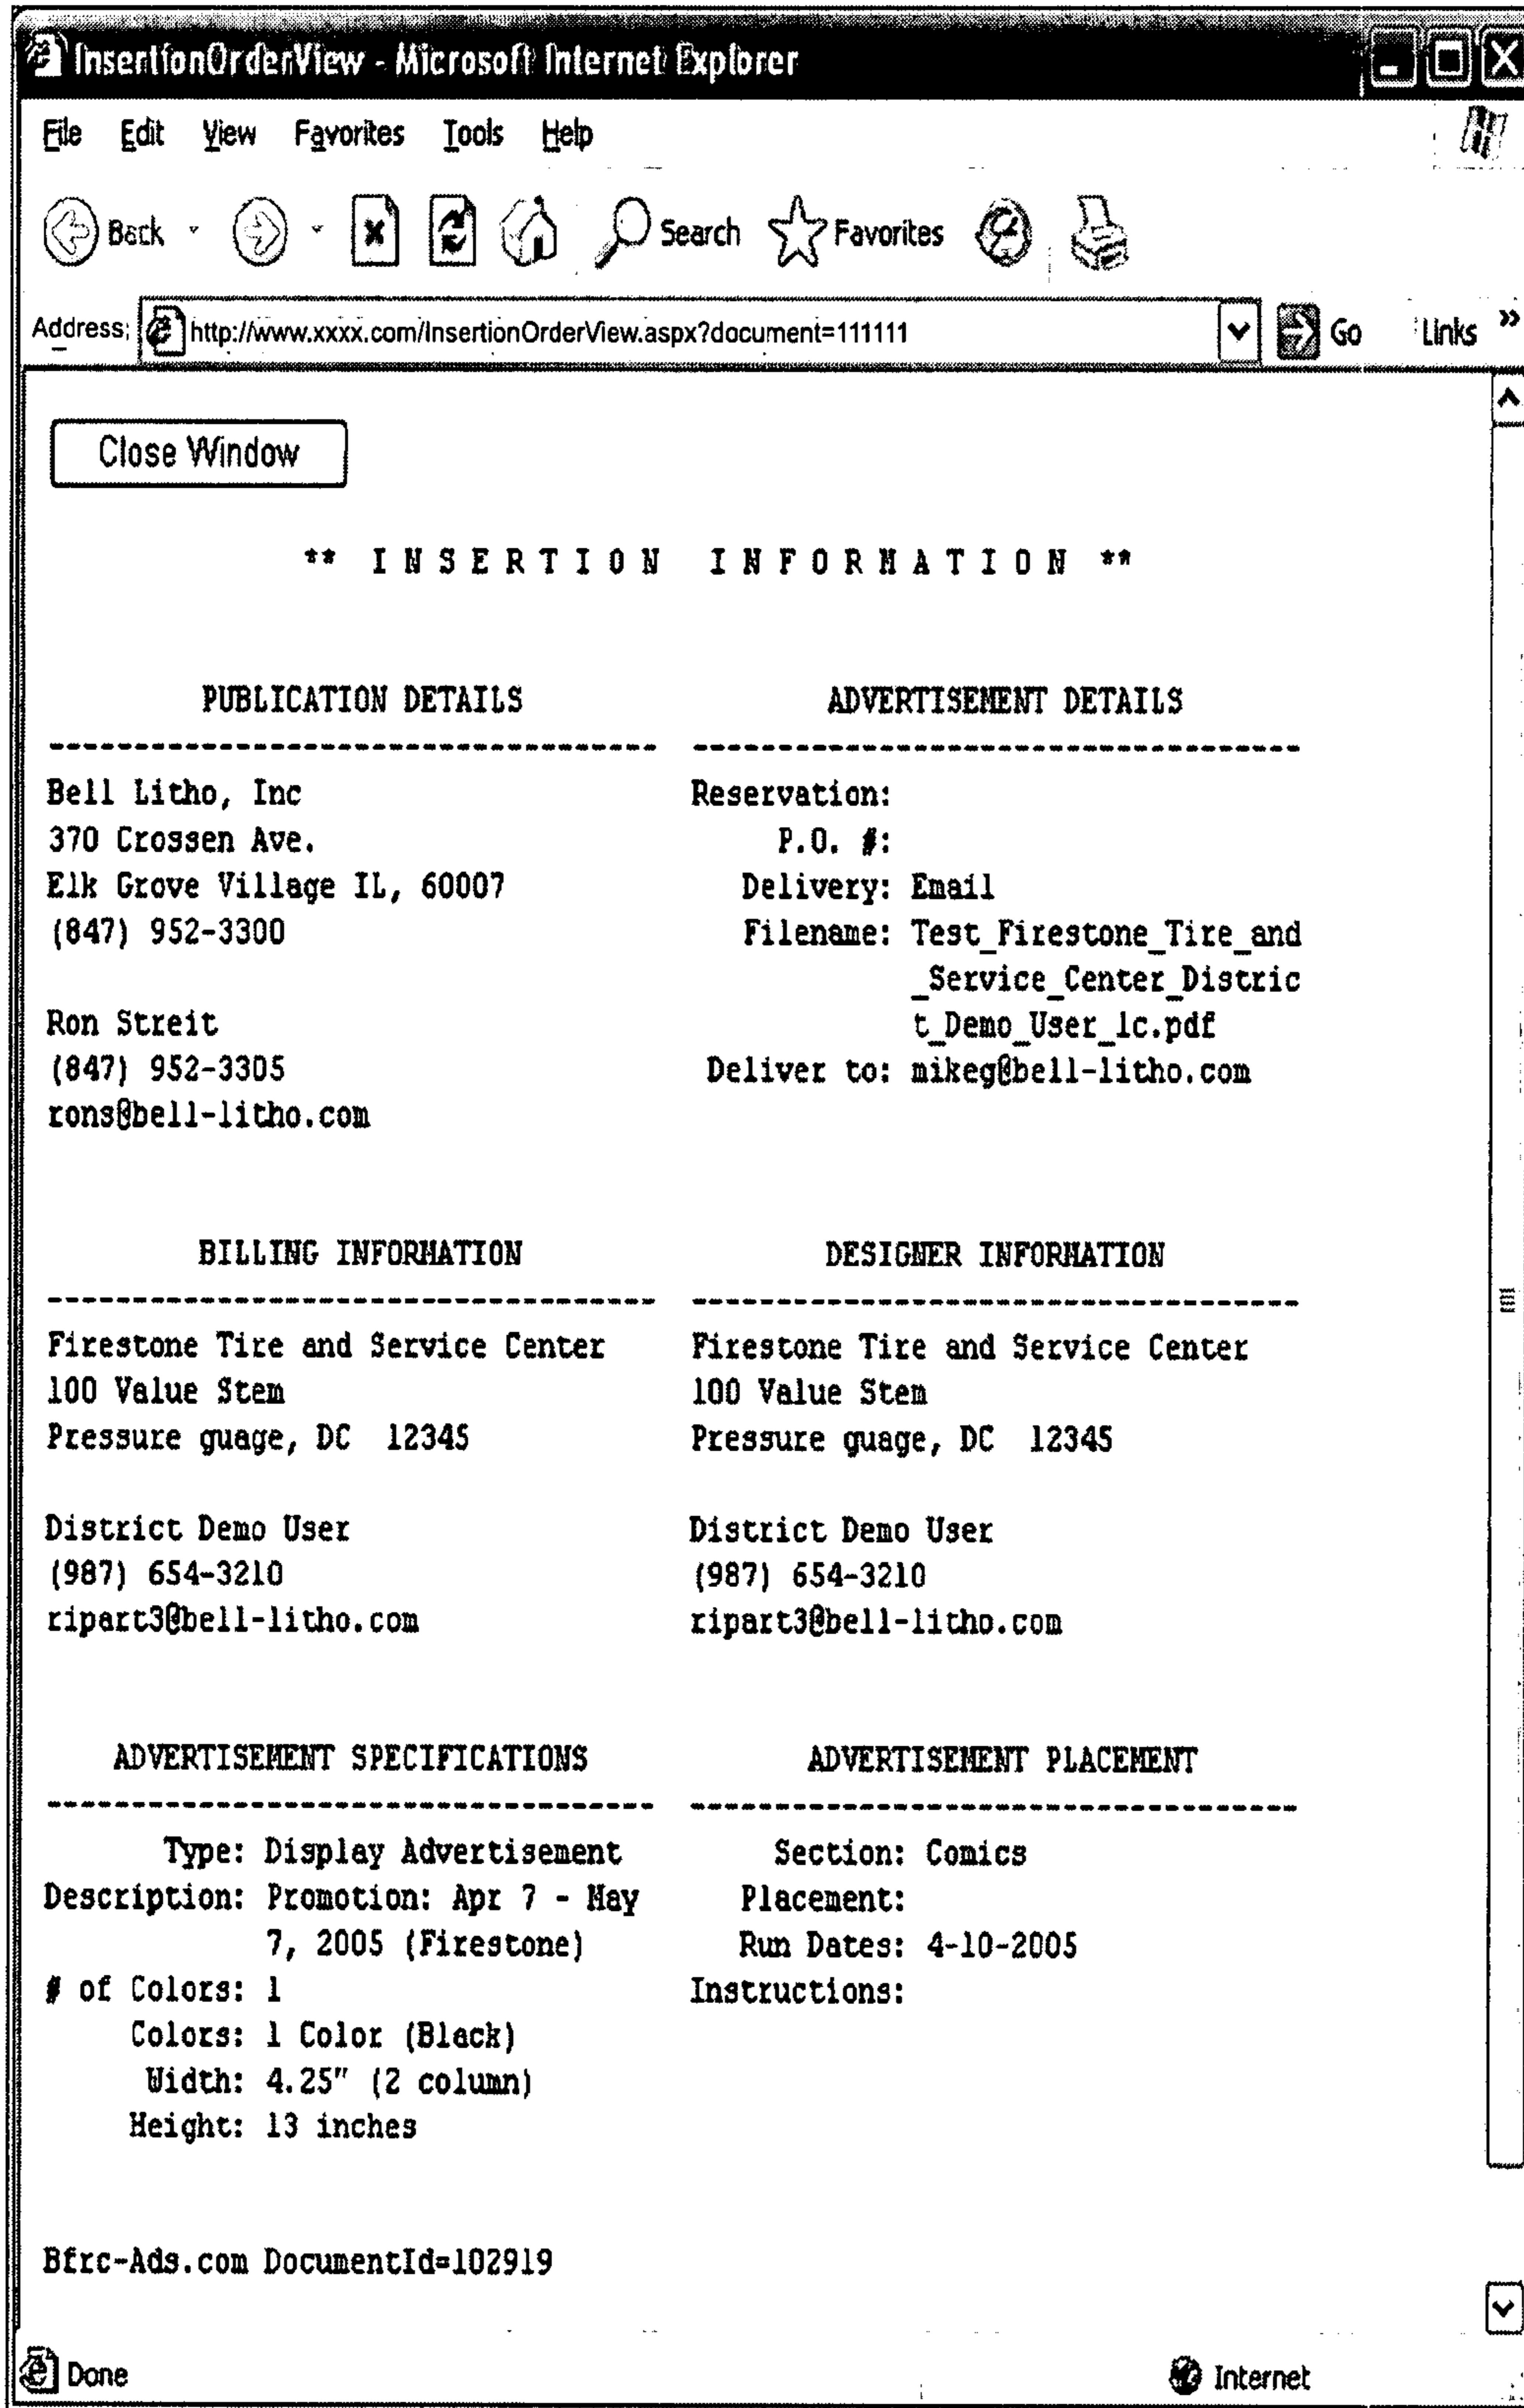 InsertionOrderView - Microsoft Internet Explorer
File Edit View Favorites Tools Help
Back Search Favorites
Address: http://www.xxxx.com/InsertionOrderView.aspx?document=111111 Go Links »
Close Window
** I N S E R T I O N   I N F O R M A T I O N **
PUBLICATION DETAILS
-----------------------------------
Bell Litho, Inc
370 Crossen Ave.
Elk Grove Village IL, 60007
(847) 952-3300
Ron Streit
(847) 952-3305
rons@bell-litho.com
ADVERTISEMENT DETAILS
-----------------------------------
Reservation:
P.O. #:
Delivery: Email
Filename: Test_Firestone_Tire_and
_Service_Center_Distric
t_Demo_User_1c.pdf
Deliver to: mikeg@bell-litho.com
BILLING INFORMATION
-----------------------------------
Firestone Tire and Service Center
100 Value Stem
Pressure guage, DC  12345
District Demo User
(987) 654-3210
ripart3@bell-litho.com
DESIGNER INFORMATION
-----------------------------------
Firestone Tire and Service Center
100 Value Stem
Pressure guage, DC  12345
District Demo User
(987) 654-3210
ripart3@bell-litho.com
ADVERTISEMENT SPECIFICATIONS
-----------------------------------
Type: Display Advertisement
Description: Promotion: Apr 7 - May
7, 2005 (Firestone)
# of Colors: 1
Colors: 1 Color (Black)
Width: 4.25" (2 column)
Height: 13 inches
ADVERTISEMENT PLACEMENT
-----------------------------------
Section: Comics
Placement:
Run Dates: 4-10-2005
Instructions:
Bfrc-Ads.com DocumentId=102919
Done Internet